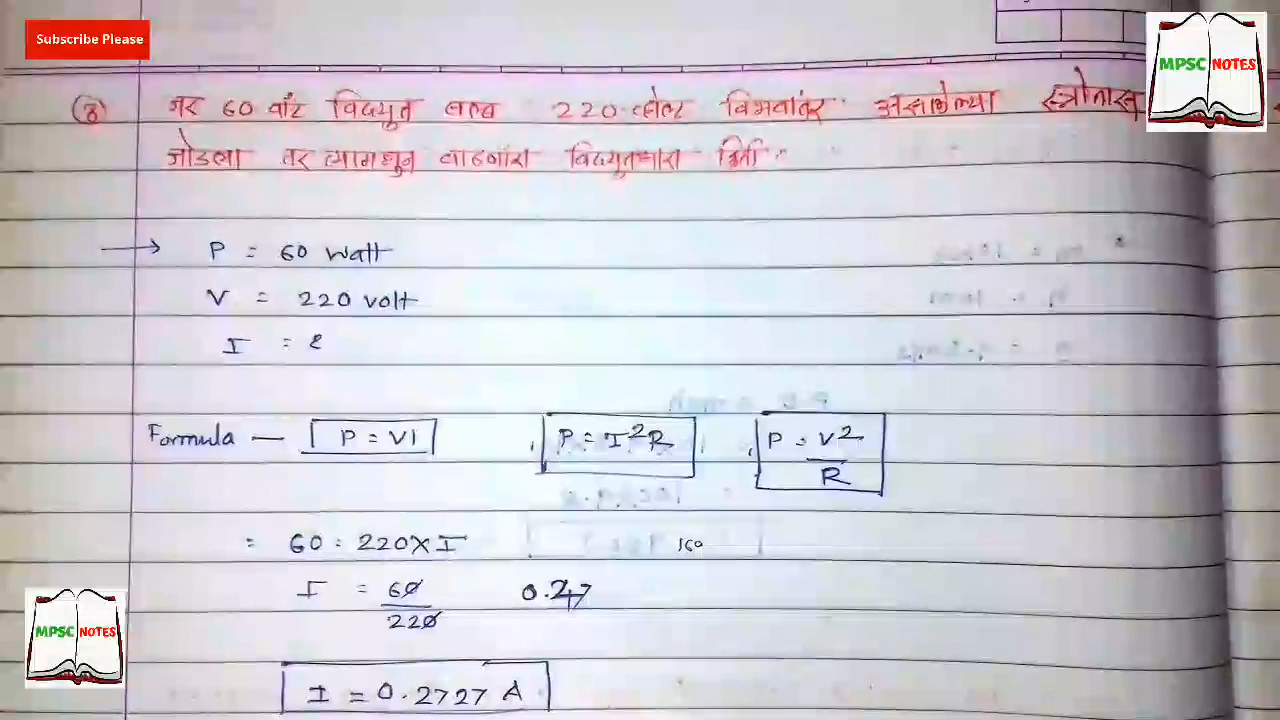 Subscribe Please
MPSC NOTES
③ जर 60 वॅाट विद्युत बल्ब 220 व्होल्ट विभवांतर असलेल्या स्त्रोतास
जोडला तर त्यामधून वाहणारा विद्युतधारा किती
→ P = 60 watt
V = 220 volt
I = ?
Formula — P = VI , P = I²R , P = V²/R
= 60 = 220 X I
I = 60/220 0.27
I = 0.2727 A
MPSC NOTES